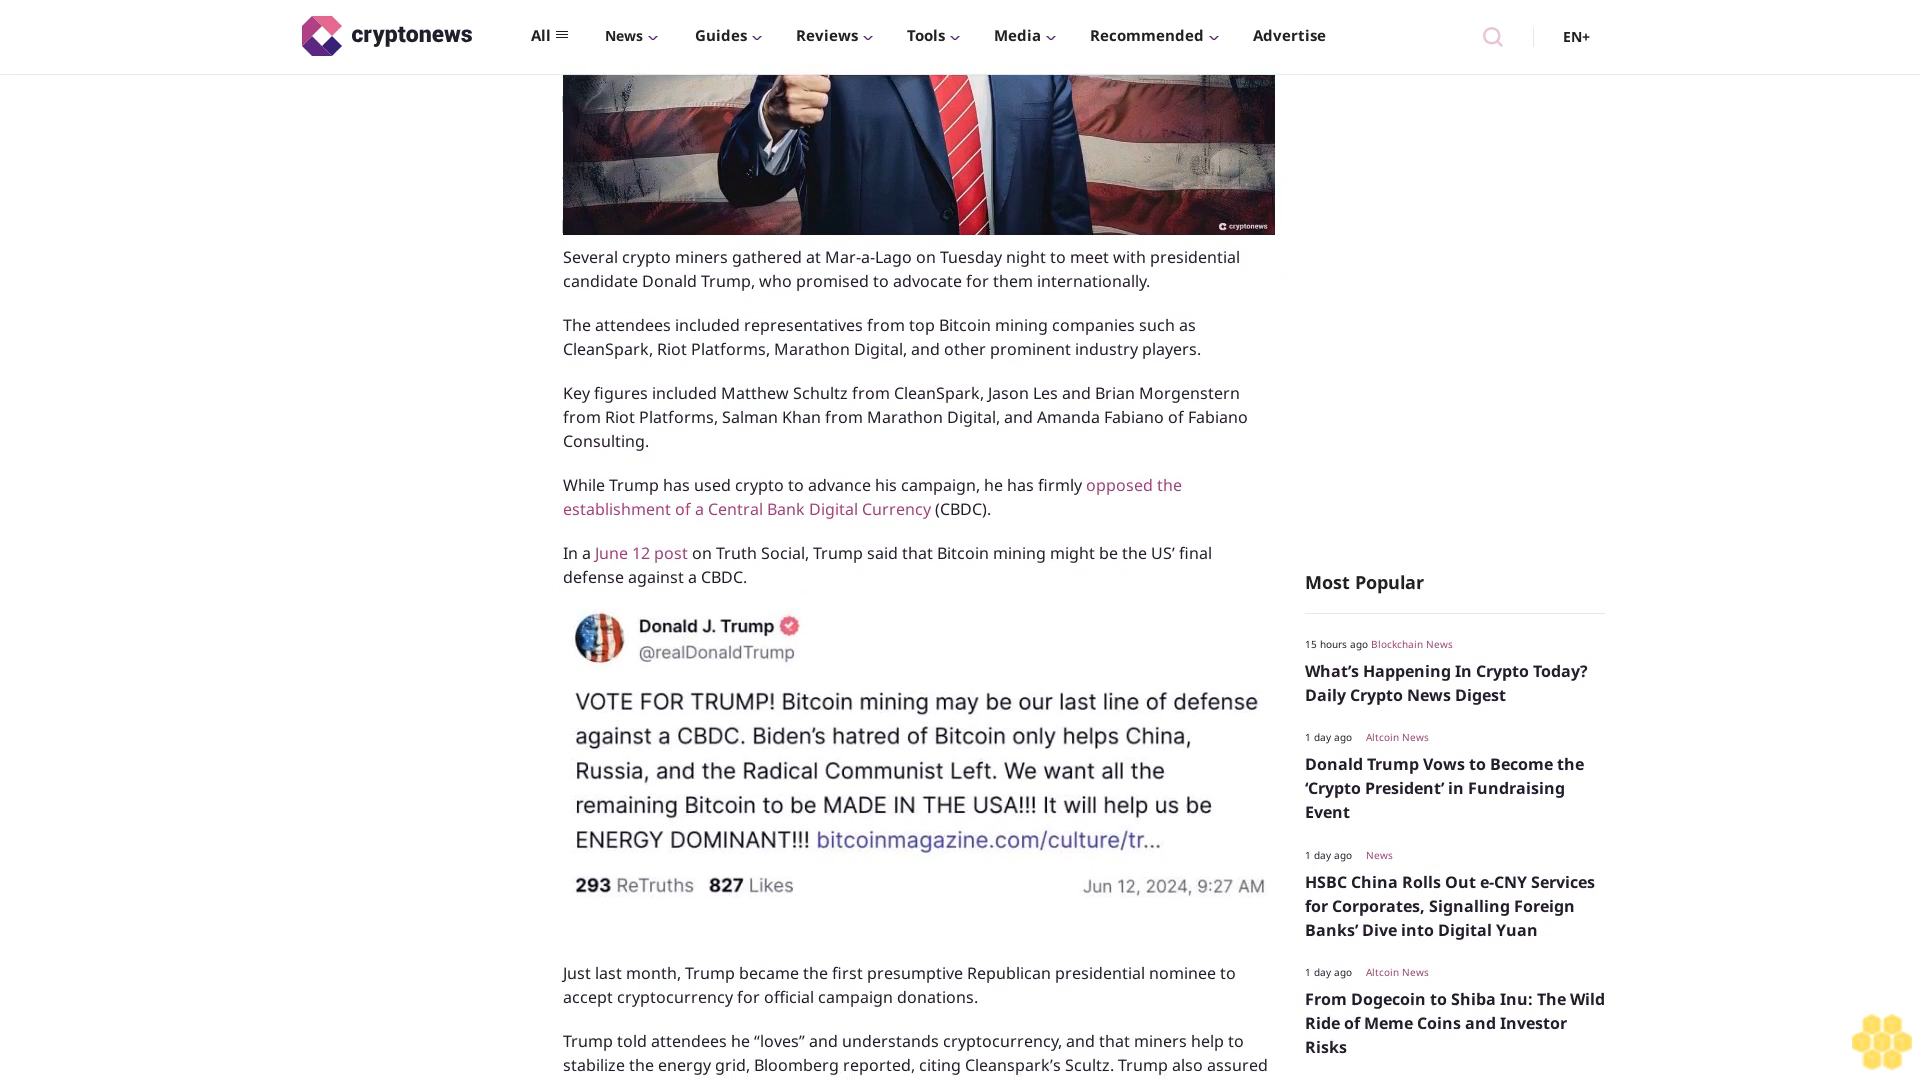 cryptonews
All
News
Guides
Reviews
Tools
Media
Recommended
Advertise
EN+
cryptonews
Several crypto miners gathered at Mar-a-Lago on Tuesday night to meet with presidential
candidate Donald Trump, who promised to advocate for them internationally.
The attendees included representatives from top Bitcoin mining companies such as
CleanSpark, Riot Platforms, Marathon Digital, and other prominent industry players.
Key figures included Matthew Schultz from CleanSpark, Jason Les and Brian Morgenstern
from Riot Platforms, Salman Khan from Marathon Digital, and Amanda Fabiano of Fabiano
Consulting.
While Trump has used crypto to advance his campaign, he has firmly opposed the
establishment of a Central Bank Digital Currency (CBDC).
In a June 12 post on Truth Social, Trump said that Bitcoin mining might be the US’ final
defense against a CBDC.
Donald J. Trump
@realDonaldTrump
VOTE FOR TRUMP! Bitcoin mining may be our last line of defense
against a CBDC. Biden’s hatred of Bitcoin only helps China,
Russia, and the Radical Communist Left. We want all the
remaining Bitcoin to be MADE IN THE USA!!! It will help us be
ENERGY DOMINANT!!! bitcoinmagazine.com/culture/tr...
293 ReTruths 827 Likes
Jun 12, 2024, 9:27 AM
Just last month, Trump became the first presumptive Republican presidential nominee to
accept cryptocurrency for official campaign donations.
Trump told attendees he “loves” and understands cryptocurrency, and that miners help to
stabilize the energy grid, Bloomberg reported, citing Cleanspark’s Scultz. Trump also assured
Most Popular
15 hours ago Blockchain News
What’s Happening In Crypto Today?
Daily Crypto News Digest
1 day ago Altcoin News
Donald Trump Vows to Become the
‘Crypto President’ in Fundraising
Event
1 day ago News
HSBC China Rolls Out e-CNY Services
for Corporates, Signalling Foreign
Banks’ Dive into Digital Yuan
1 day ago Altcoin News
From Dogecoin to Shiba Inu: The Wild
Ride of Meme Coins and Investor
Risks